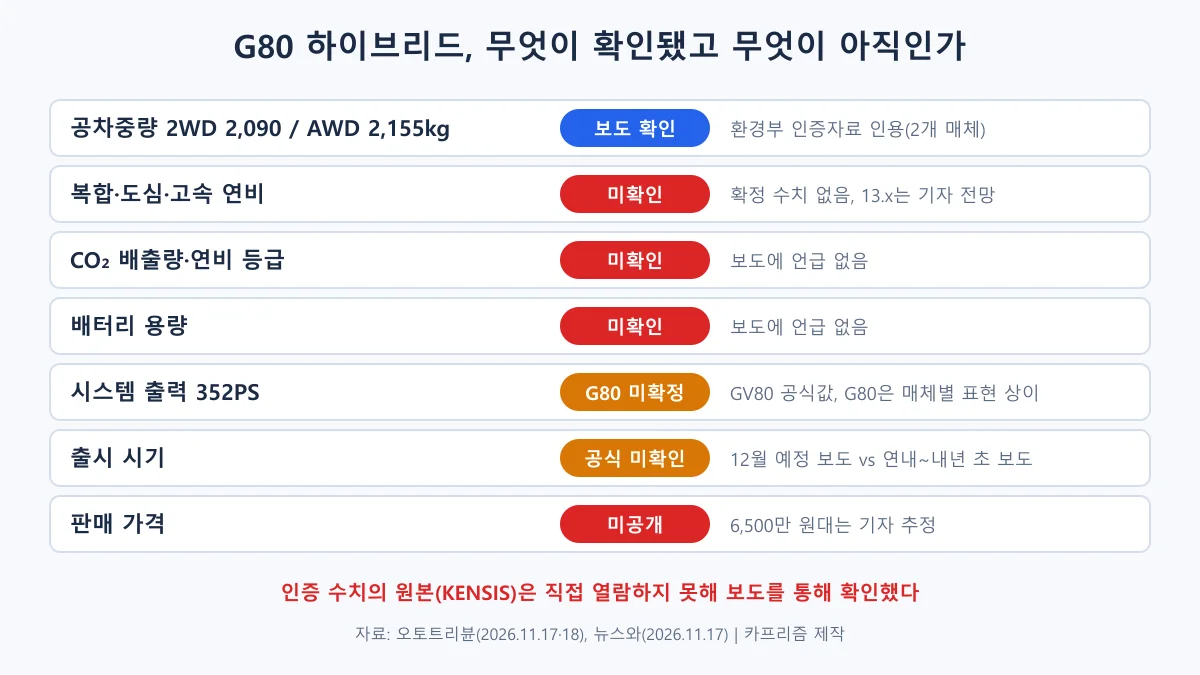 G80 하이브리드, 무엇이 확인됐고 무엇이 아직인가
공차중량 2WD 2,090 / AWD 2,155kg 보도 확인 환경부 인증자료 인용(2개 매체)
복합·도심·고속 연비 미확인 확정 수치 없음, 13.x는 기자 전망
CO₂ 배출량·연비 등급 미확인 보도에 언급 없음
배터리 용량 미확인 보도에 언급 없음
시스템 출력 352PS G80 미확정 GV80 공식값, G80은 매체별 표현 상이
출시 시기 공식 미확인 12월 예정 보도 vs 연내~내년 초 보도
판매 가격 미공개 6,500만 원대는 기자 추정
인증 수치의 원본(KENSIS)은 직접 열람하지 못해 보도를 통해 확인했다
자료: 오토트리뷴(2026.11.17·18), 뉴스와(2026.11.17) | 카프리즘 제작